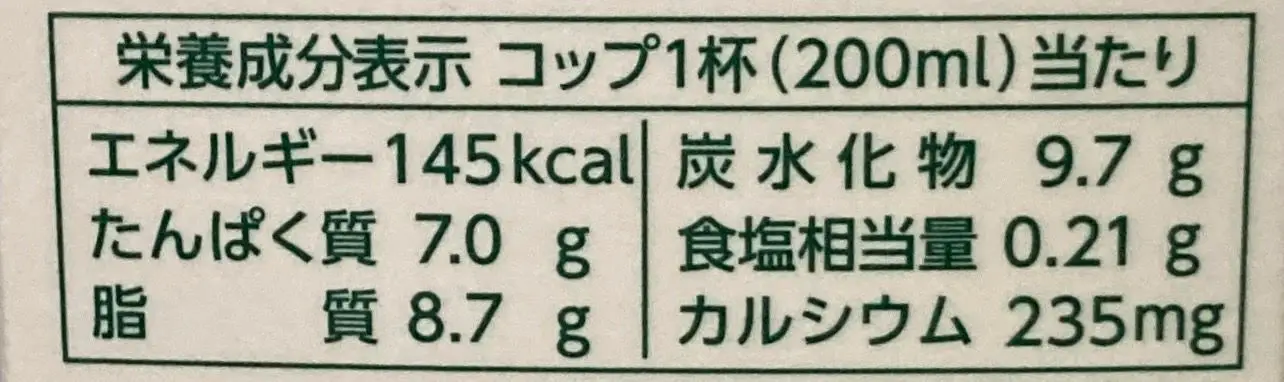 栄養成分表示 コップ1杯(200ml)当たり
エネルギー145kcal
たんぱく質 7.0 g
脂 質 8.7 g
炭水化物 9.7 g
食塩相当量 0.21 g
カルシウム 235mg